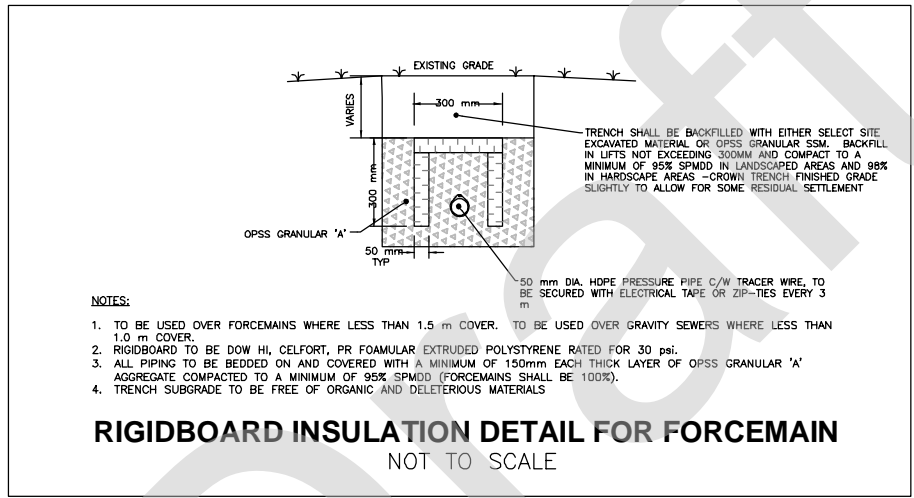 EXISTING GRADE
300 mm
VARIES
TRENCH SHALL BE BACKFILLED WITH EITHER SELECT SITE
EXCAVATED MATERIAL OR OPSS GRANULAR SSM. BACKFILL
IN LIFTS NOT EXCEEDING 300MM AND COMPACT TO A
MINIMUM OF 95% SPMDD IN LANDSCAPED AREAS AND 98%
IN HARDSCAPE AREAS -CROWN TRENCH FINISHED GRADE
SLIGHTLY TO ALLOW FOR SOME RESIDUAL SETTLEMENT
300 mm
OPSS GRANULAR 'A'
50 mm
TYP
50 mm DIA. HDPE PRESSURE PIPE C/W TRACER WIRE, TO
BE SECURED WITH ELECTRICAL TAPE OR ZIP-TIES EVERY 3
m
NOTES:
1. TO BE USED OVER FORCEMAINS WHERE LESS THAN 1.5 m COVER. TO BE USED OVER GRAVITY SEWERS WHERE LESS THAN
1.0 m COVER.
2. RIGIDBOARD TO BE DOW HI, CELFORT, PR FOAMULAR EXTRUDED POLYSTYRENE RATED FOR 30 psi.
3. ALL PIPING TO BE BEDDED ON AND COVERED WITH A MINIMUM OF 150mm EACH THICK LAYER OF OPSS GRANULAR 'A'
AGGREGATE COMPACTED TO A MINIMUM OF 95% SPMDD (FORCEMAINS SHALL BE 100%).
4. TRENCH SUBGRADE TO BE FREE OF ORGANIC AND DELETERIOUS MATERIALS
RIGIDBOARD INSULATION DETAIL FOR FORCEMAIN
NOT TO SCALE
Draft